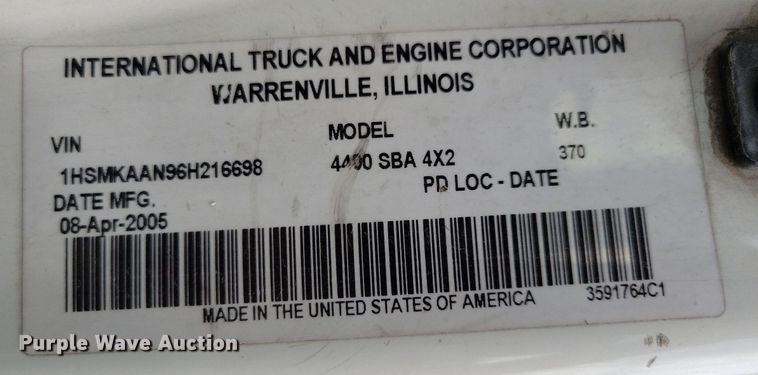 INTERNATIONAL TRUCK AND ENGINE CORPORATION
WARRENVILLE, ILLINOIS
VIN MODEL W.B.
1HSMKAAN96H216698 4400 SBA 4X2 370
DATE MFG. PD LOC - DATE
08-Apr-2005
MADE IN THE UNITED STATES OF AMERICA 3591764C1
Purple Wave Auction